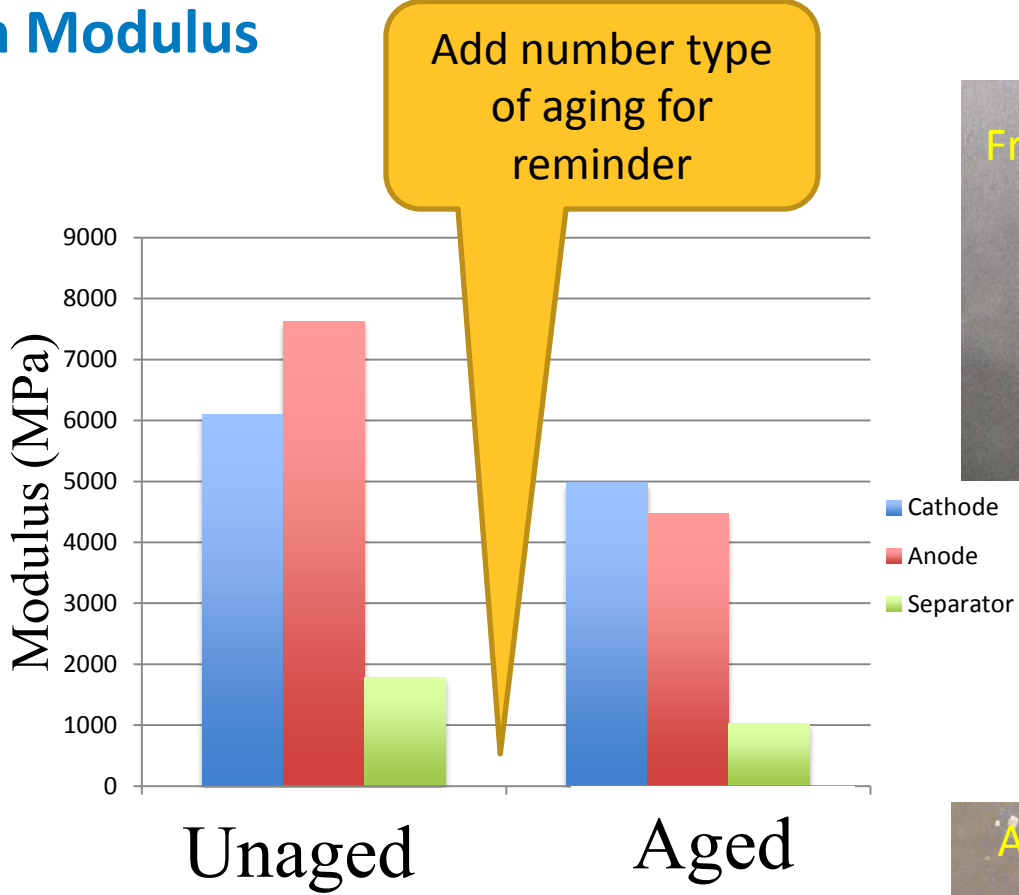 Modulus
Add number type
of aging for
reminder
9000
8000
7000
6000
5000
4000
3000
2000
1000
0
Modulus (MPa)
Unaged
Aged
Cathode
Anode
Separator
Fr
A